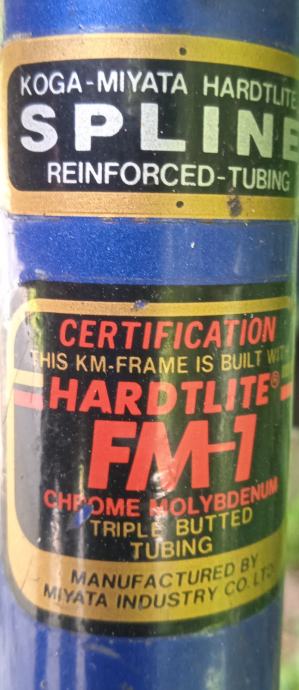 KOGA-MIYATA HARDTLITE
SPLINE
REINFORCED-TUBING
CERTIFICATION
THIS KM-FRAME IS BUILT WITH
HARDTLITE®
FM-1
CHROME MOLYBDENUM
TRIPLE BUTTED
TUBING
MANUFACTURED BY
MIYATA INDUSTRY CO. LTD.